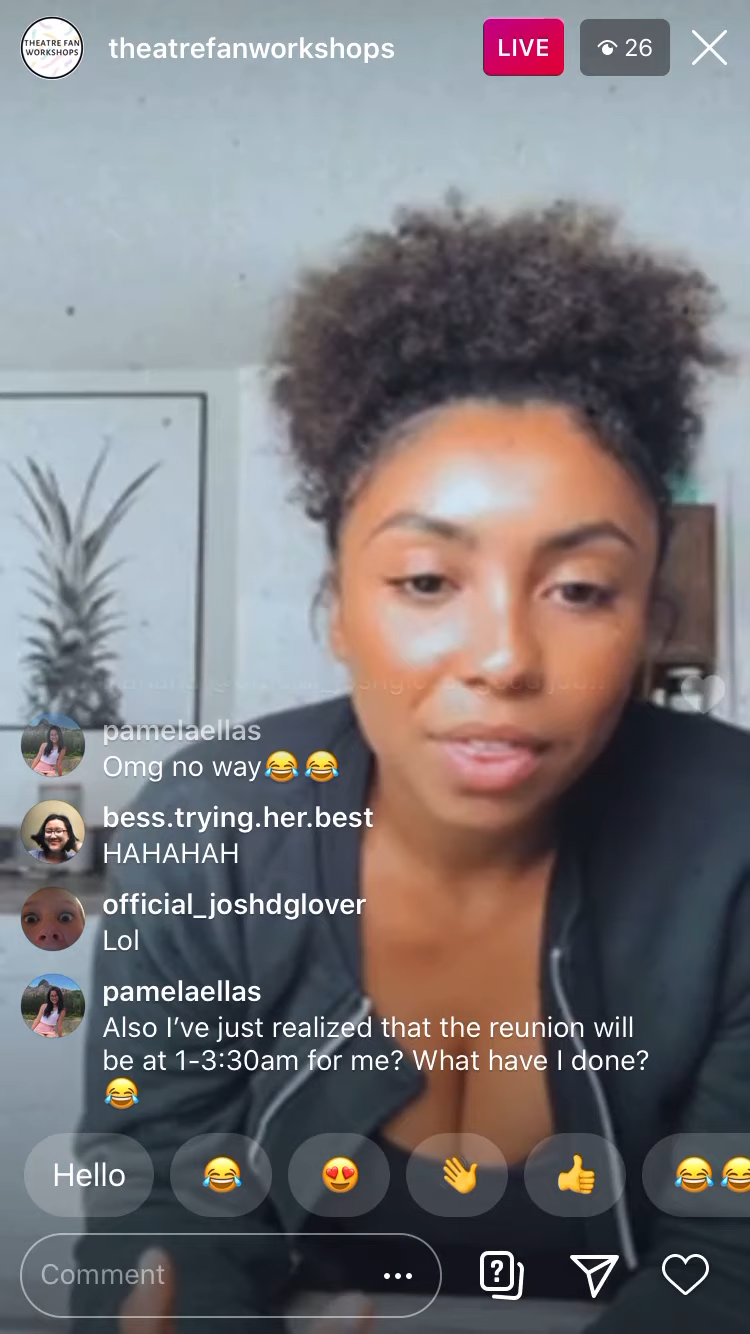 THEATRE FAN
WORKSHOPS
theatrefanworkshops
LIVE
26
pamelaellas
Omg no way😂😂
bess.trying.her.best
HAHAHAH
official_joshdglover
Lol
pamelaellas
Also I’ve just realized that the reunion will
be at 1-3:30am for me? What have I done?
😂
Hello
Comment